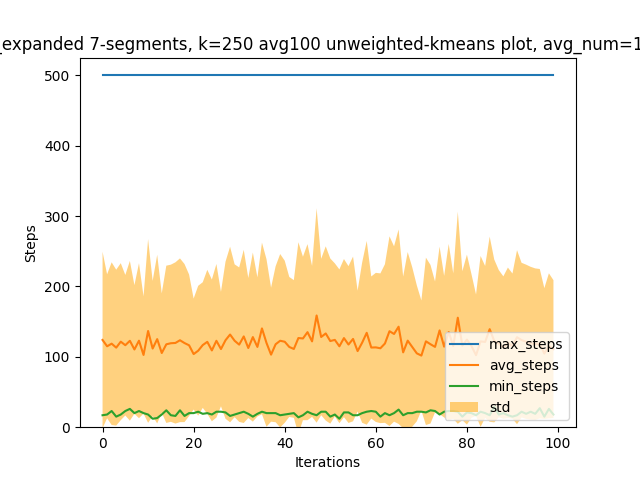 _expanded 7-segments, k=250 avg100 unweighted-kmeans plot, avg_num=1
500
400
300
200
100
0
Steps
max_steps
avg_steps
min_steps
std
0 20 40 60 80 100
Iterations